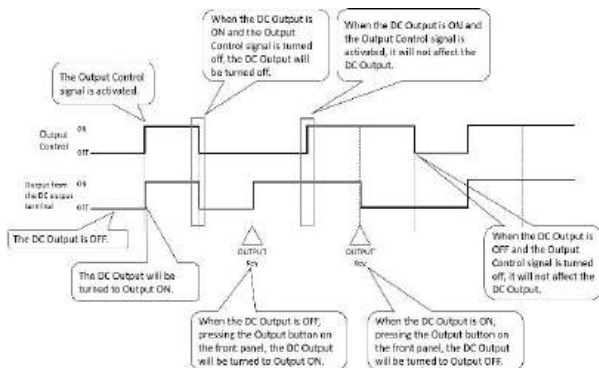 When the DC Output is
ON and the Output
Control signal is turned
off, the DC Output will
be turned off.
When the DC Output is ON and
the Output Control signal is
activated, it will not affect the
DC Output.
The Output Control
signal is activated.
Output
Control
ON
OFF
Output from
the DC output
terminal
ON
OFF
The DC Output is OFF.
The DC Output will be
turned to Output ON.
OUTPUT
Key
OUTPUT
Key
When the DC Output is
OFF and the Output
Control signal is turned
off, it will not affect the
DC Output.
When the DC Output is OFF,
pressing the Output button on
the front panel, the DC Output
will be turned to Output ON.
When the DC Output is ON,
pressing the Output button on
the front panel, the DC Output
will be turned to Output OFF.